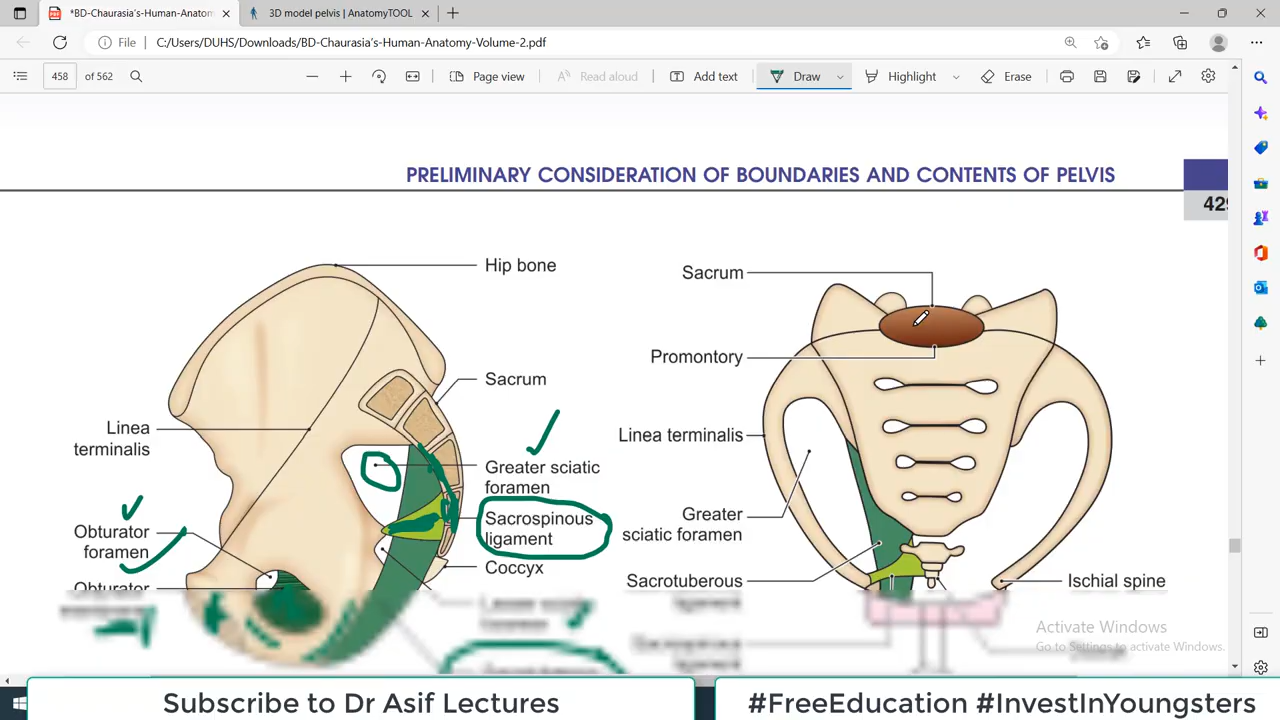 *BD-Chaurasia's-Human-Anatom
3D model pelvis | AnatomyTOOL
File
C:/Users/DUHS/Downloads/BD-Chaurasia's-Human-Anatomy-Volume-2.pdf
458 of 562
Page view
Read aloud
Add text
Draw
Highlight
Erase
PRELIMINARY CONSIDERATION OF BOUNDARIES AND CONTENTS OF PELVIS
429
Hip bone
Sacrum
Linea
terminalis
Greater sciatic
foramen
Sacrospinous
ligament
Obturator
foramen
Coccyx
Obturator
Sacrum
Promontory
Linea terminalis
Greater
sciatic foramen
Sacrotuberous
ligament
Ischial spine
Activate Windows
Go to Settings to activate Windows.
Subscribe to Dr Asif Lectures
#FreeEducation #InvestInYoungsters